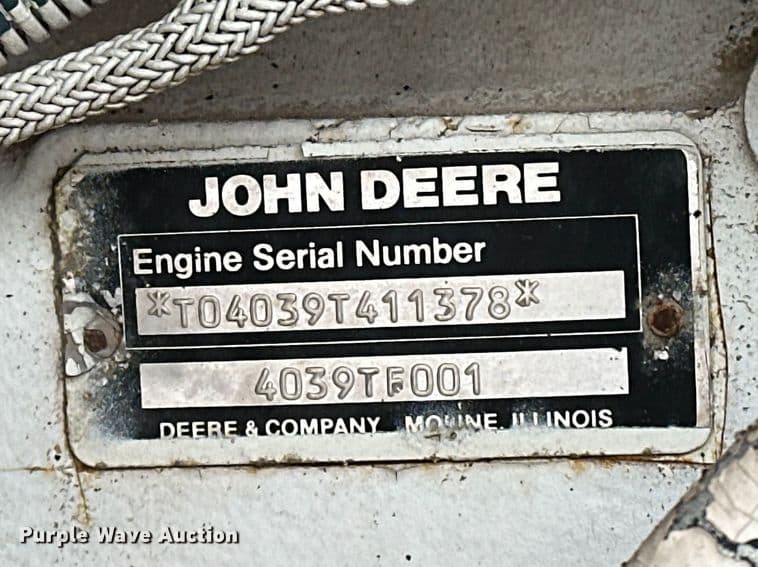 JOHN DEERE
Engine Serial Number
*T04039T411378*
4039TF001
DEERE & COMPANY MOLINE, ILLINOIS
Purple Wave Auction